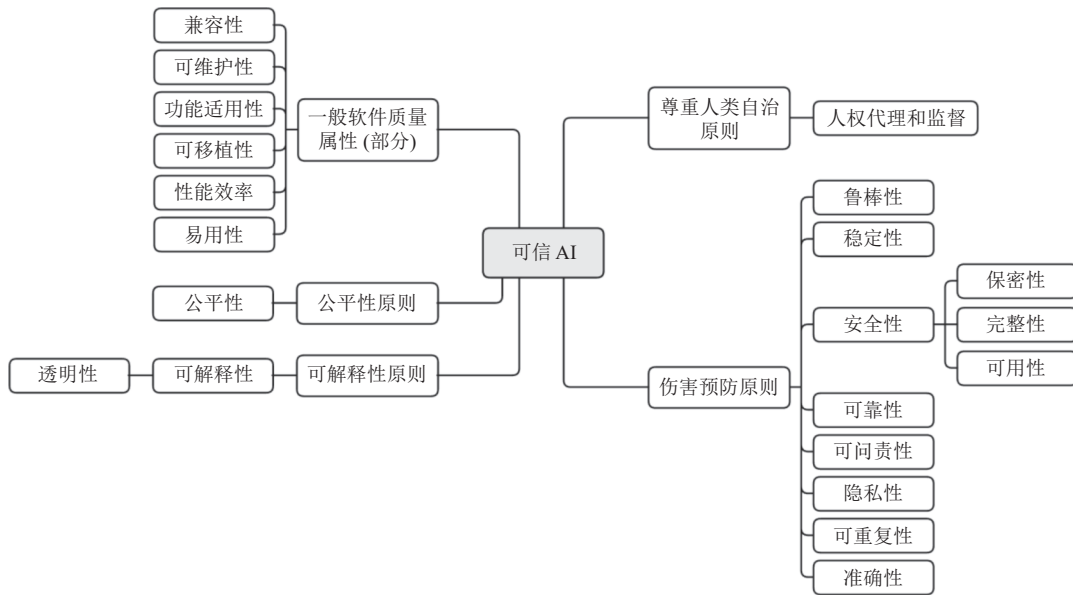 兼容性
可维护性
功能适用性
可移植性
性能效率
易用性
一般软件质量
属性 (部分)
公平性
公平性原则
透明性
可解释性
可解释性原则
可信 AI
尊重人类自治
原则
人权代理和监督
伤害预防原则
鲁棒性
稳定性
安全性
保密性
完整性
可用性
可靠性
可问责性
隐私性
可重复性
准确性